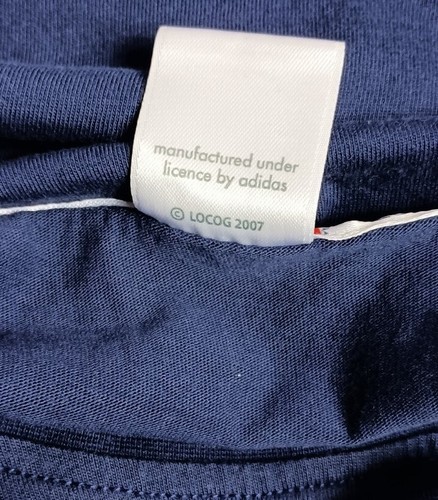 manufactured under
licence by adidas
© LOCOG 2007